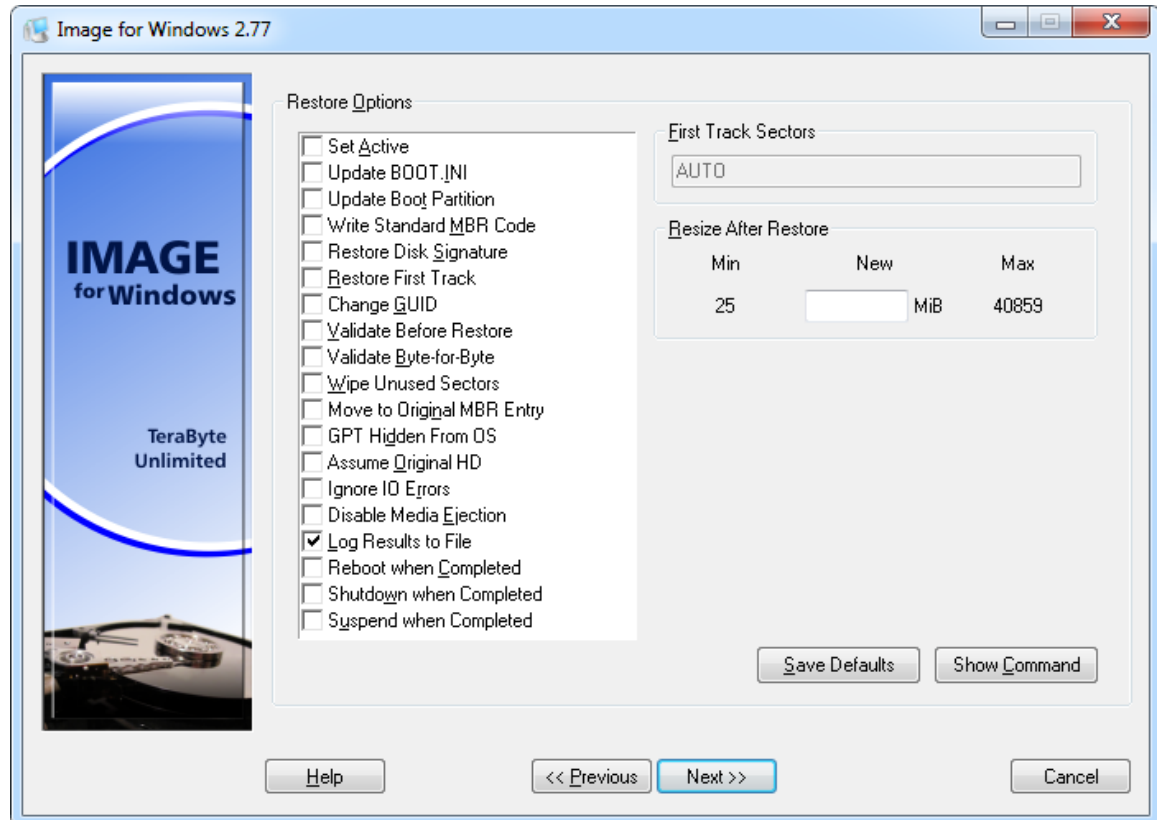 Image for Windows 2.77
IMAGE
for Windows
TeraByte
Unlimited
Restore Options
Set Active
Update BOOT.INI
Update Boot Partition
Write Standard MBR Code
Restore Disk Signature
Restore First Track
Change GUID
Validate Before Restore
Validate Byte-for-Byte
Wipe Unused Sectors
Move to Original MBR Entry
GPT Hidden From OS
Assume Original HD
Ignore IO Errors
Disable Media Ejection
Log Results to File
Reboot when Completed
Shutdown when Completed
Suspend when Completed
First Track Sectors
AUTO
Resize After Restore
Min New Max
25 MiB 40859
Save Defaults Show Command
Help << Previous Next >> Cancel